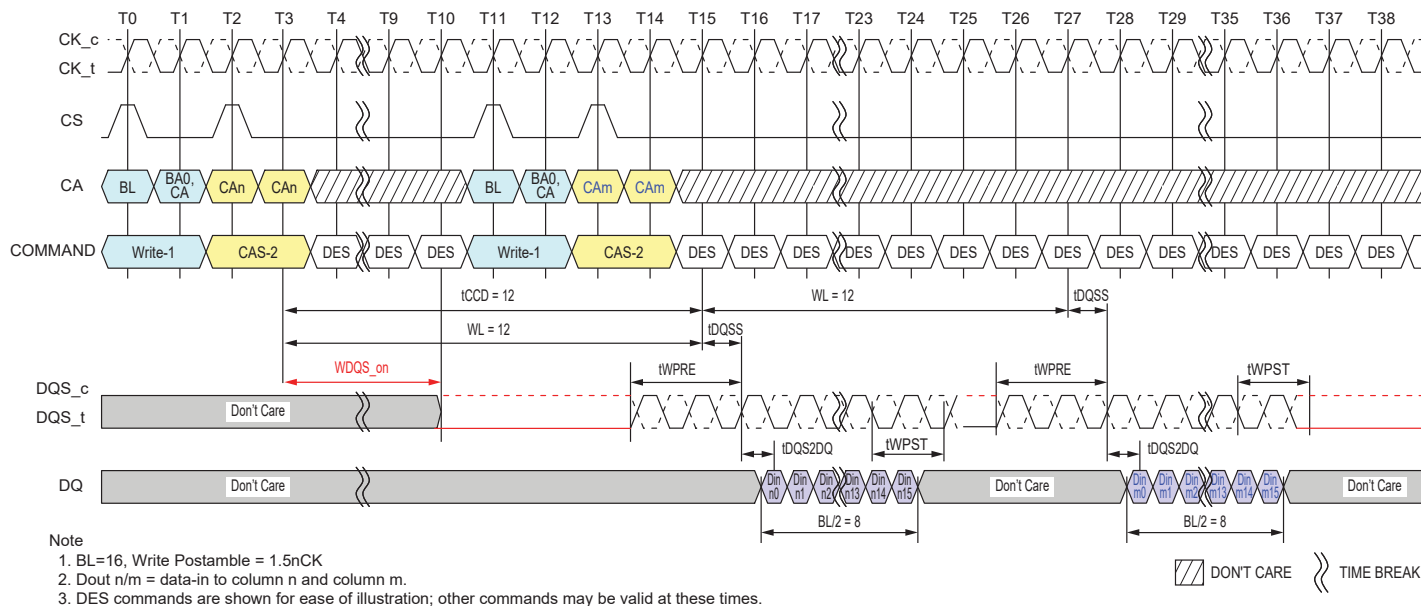 T0 T1 T2 T3 T4 T9 T10 T11 T12 T13 T14 T15 T16 T17 T23 T24 T25 T26 T27 T28 T29 T35 T36 T37 T38
CK_c
CK_t
CS
CA BL BA0, CA CAn CAn BL BA0, CA CAm CAm
COMMAND Write-1 CAS-2 DES DES DES Write-1 CAS-2 DES DES DES DES DES DES DES DES DES DES DES DES DES DES
tCCD = 12 WL = 12 tDQSS
WL = 12 tDQSS
WDQS_on tWPRE tWPRE tWPST
DQS_c
DQS_t Don't Care
tDQS2DQ tWPST tDQS2DQ
DQ Don't Care Din n0 Din n1 Din n2 Din n13 Din n14 Din n15 Don't Care Din m0 Din m1 Din m2 Din m13 Din m14 Din m15 Don't Care
BL/2 = 8 BL/2 = 8
Note
1. BL=16, Write Postamble = 1.5nCK
2. Dout n/m = data-in to column n and column m.
3. DES commands are shown for ease of illustration; other commands may be valid at these times.
DON'T CARE TIME BREAK